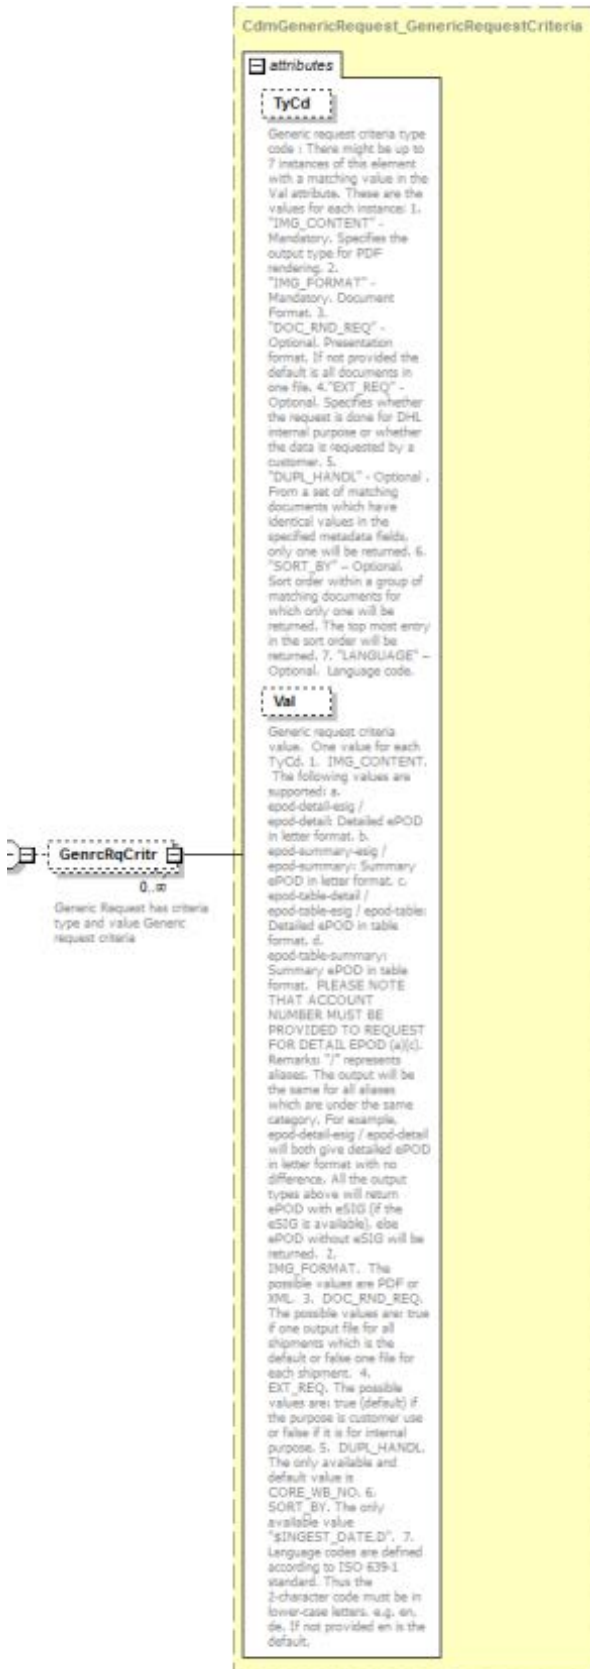 CdmGenericRequest_GenericRequestCriteria
attributes
TyCd
Generic request criteria type
code : There might be up to
7 instances of this element
with a matching value in the
Val attribute. These are the
values for each instance: 1.
"IMG_CONTENT" -
Mandatory. Specifies the
output type for PDF
rendering. 2.
"IMG_FORMAT" -
Mandatory. Document
Format. 3.
"DOC_RND_REQ" -
Optional. Presentation
format. If not provided the
default is all documents in
one file. 4."EXT_REQ" -
Optional. Specifies whether
the request is done for DHL
internal purpose or whether
the data is requested by a
customer. 5.
"DUPL_HANDL" - Optional .
From a set of matching
documents which have
identical values in the
specified metadata fields,
only one will be returned. 6.
"SORT_BY" – Optional.
Sort order within a group of
matching documents for
which only one will be
returned. The top most entry
in the sort order will be
returned. 7. "LANGUAGE" –
Optional. Language code.
Val
Generic request criteria
value. One value for each
TyCd. 1. IMG_CONTENT.
The following values are
supported: a.
epod-detail-esig /
epod-detail: Detailed ePOD
in letter format. b.
epod-summary-esig /
epod-summary: Summary
ePOD in letter format. c.
epod-table-detail /
epod-table-esig / epod-table:
Detailed ePOD in table
format. d.
epod-table-summary:
Summary ePOD in table
format. PLEASE NOTE
THAT ACCOUNT
NUMBER MUST BE
PROVIDED TO REQUEST
FOR DETAIL EPOD (a)(c).
Remarks: "/" represents
aliases. The output will be
the same for all aliases
which are under the same
category. For example,
epod-detail-esig / epod-detail
will both give detailed ePOD
in letter format with no
difference. All the output
types above will return
ePOD with eSIG (if the
eSIG is available), else
ePOD without eSIG will be
returned. 2.
IMG_FORMAT. The
possible values are PDF or
XML. 3. DOC_RND_REQ.
The possible values are: true
if one output file for all
shipments which is the
default or false one file for
each shipment. 4.
EXT_REQ. The possible
values are: true (default) if
the purpose is customer use
or false if it is for internal
purpose. 5. DUPL_HANDL.
The only available and
default value is
CORE_WB_NO. 6.
SORT_BY. The only
available value
"$INGEST_DATE,D". 7.
Language codes are defined
according to ISO 639-1
standard. Thus the
2-character code must be in
lower-case letters. e.g. en,
de. If not provided en is the
default.
GenrcRqCritr
0..∞
Generic Request has criteria
type and value Generic
request criteria